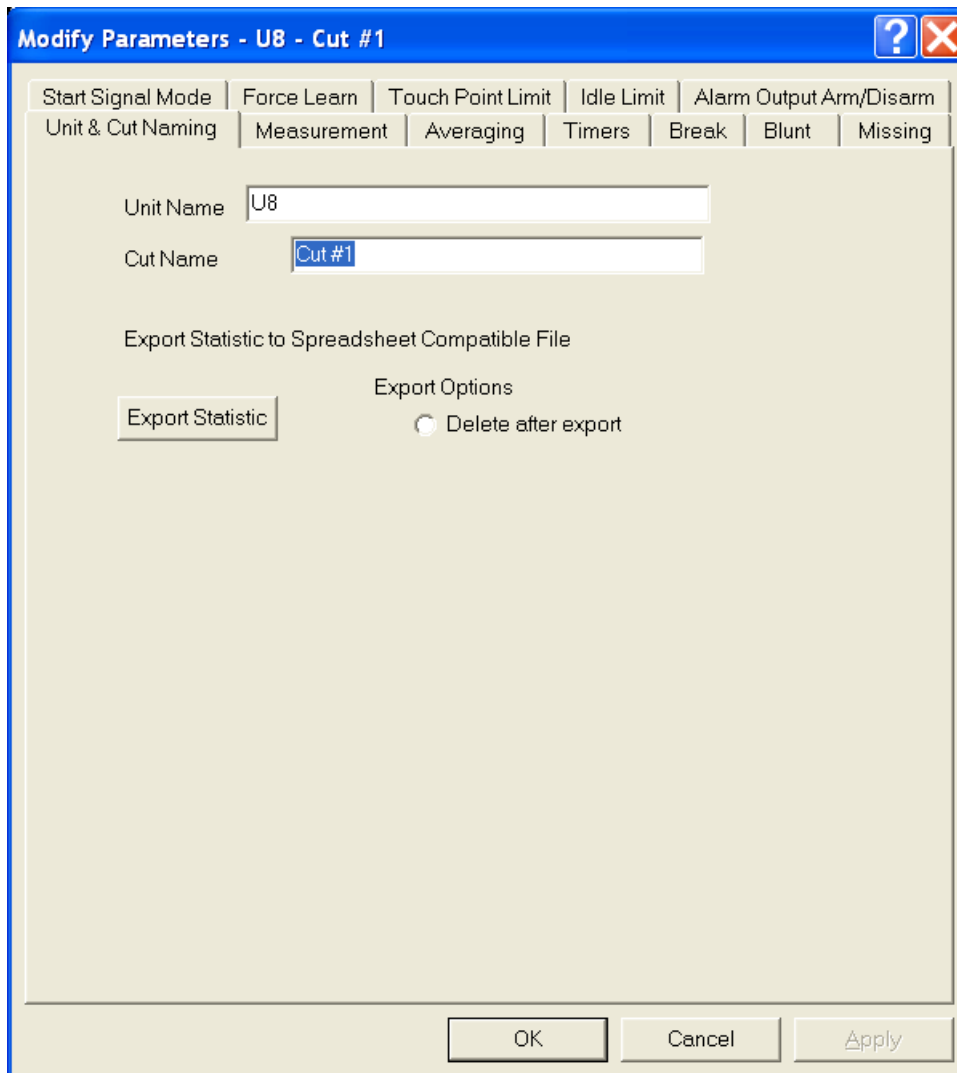 Modify Parameters - U8 - Cut #1
Start Signal Mode Force Learn Touch Point Limit Idle Limit Alarm Output Arm/Disarm
Unit & Cut Naming Measurement Averaging Timers Break Blunt Missing
Unit Name U8
Cut Name Cut #1
Export Statistic to Spreadsheet Compatible File
Export Options
Export Statistic Delete after export
OK Cancel Apply